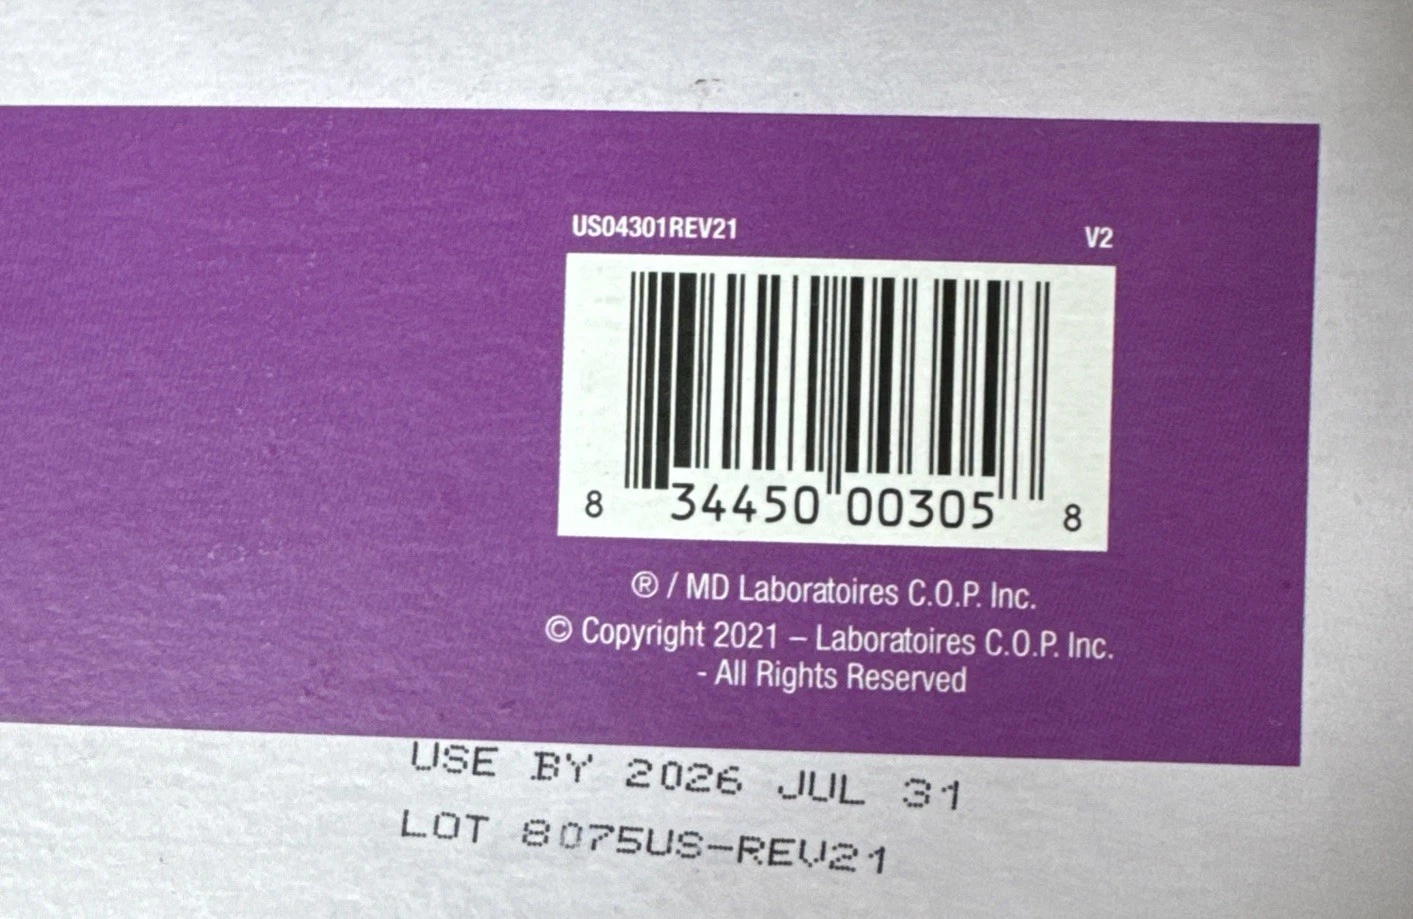 US04301REV21 V2
8 34450 00305 8
® / MD Laboratoires C.O.P. Inc.
© Copyright 2021 – Laboratoires C.O.P. Inc.
- All Rights Reserved
USE BY 2026 JUL 31
LOT 8075US-REV21